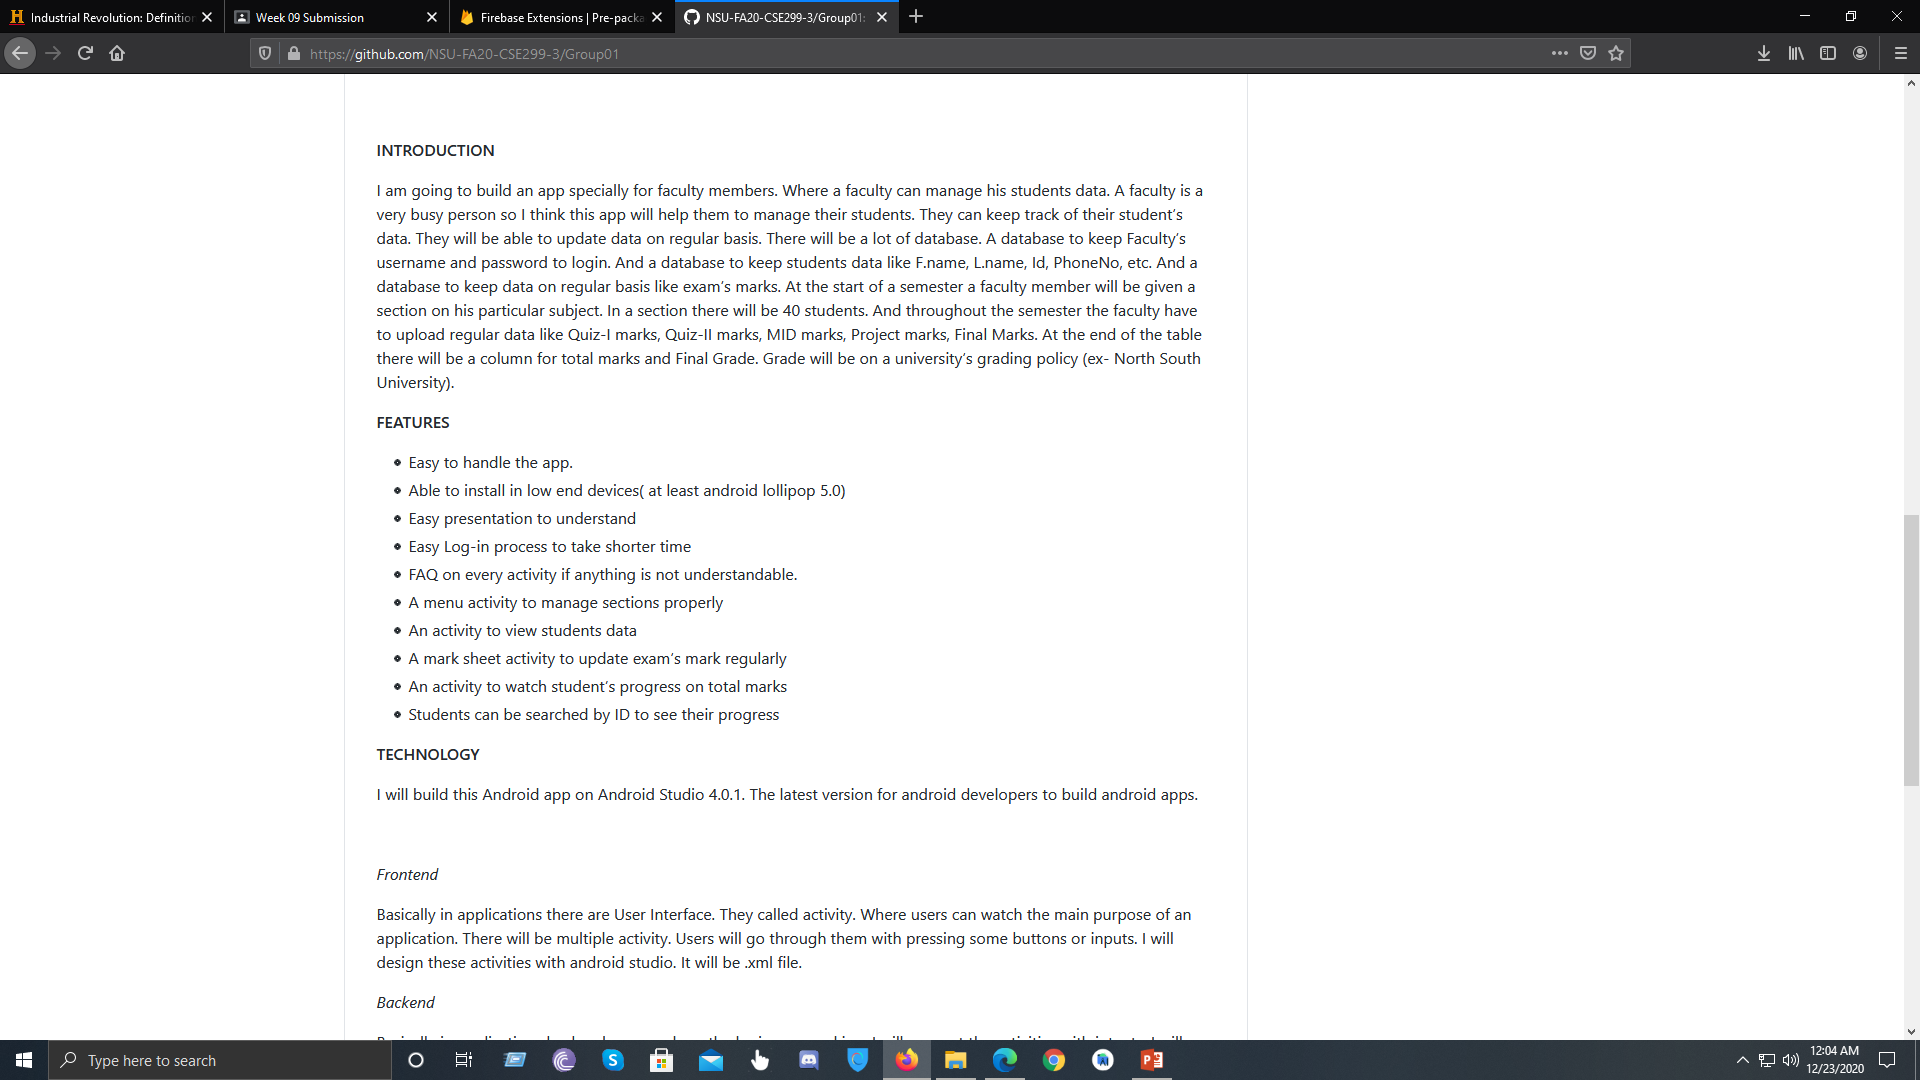 Industrial Revolution: Definition
Week 09 Submission
Firebase Extensions | Pre-packa
NSU-FA20-CSE299-3/Group01:
https://github.com/NSU-FA20-CSE299-3/Group01
INTRODUCTION
I am going to build an app specially for faculty members. Where a faculty can manage his students data. A faculty is a
very busy person so I think this app will help them to manage their students. They can keep track of their student's
data. They will be able to update data on regular basis. There will be a lot of database. A database to keep Faculty's
username and password to login. And a database to keep students data like F.name, L.name, Id, PhoneNo, etc. And a
database to keep data on regular basis like exam's marks. At the start of a semester a faculty member will be given a
section on his particular subject. In a section there will be 40 students. And throughout the semester the faculty have
to upload regular data like Quiz-I marks, Quiz-II marks, MID marks, Project marks, Final Marks. At the end of the table
there will be a column for total marks and Final Grade. Grade will be on a university's grading policy (ex- North South
University).
FEATURES
Easy to handle the app.
Able to install in low end devices( at least android lollipop 5.0)
Easy presentation to understand
Easy Log-in process to take shorter time
FAQ on every activity if anything is not understandable.
A menu activity to manage sections properly
An activity to view students data
A mark sheet activity to update exam's mark regularly
An activity to watch student's progress on total marks
Students can be searched by ID to see their progress
TECHNOLOGY
I will build this Android app on Android Studio 4.0.1. The latest version for android developers to build android apps.
Frontend
Basically in applications there are User Interface. They called activity. Where users can watch the main purpose of an
application. There will be multiple activity. Users will go through them with pressing some buttons or inputs. I will
design these activities with android studio. It will be .xml file.
Backend
Type here to search
12:04 AM
12/23/2020